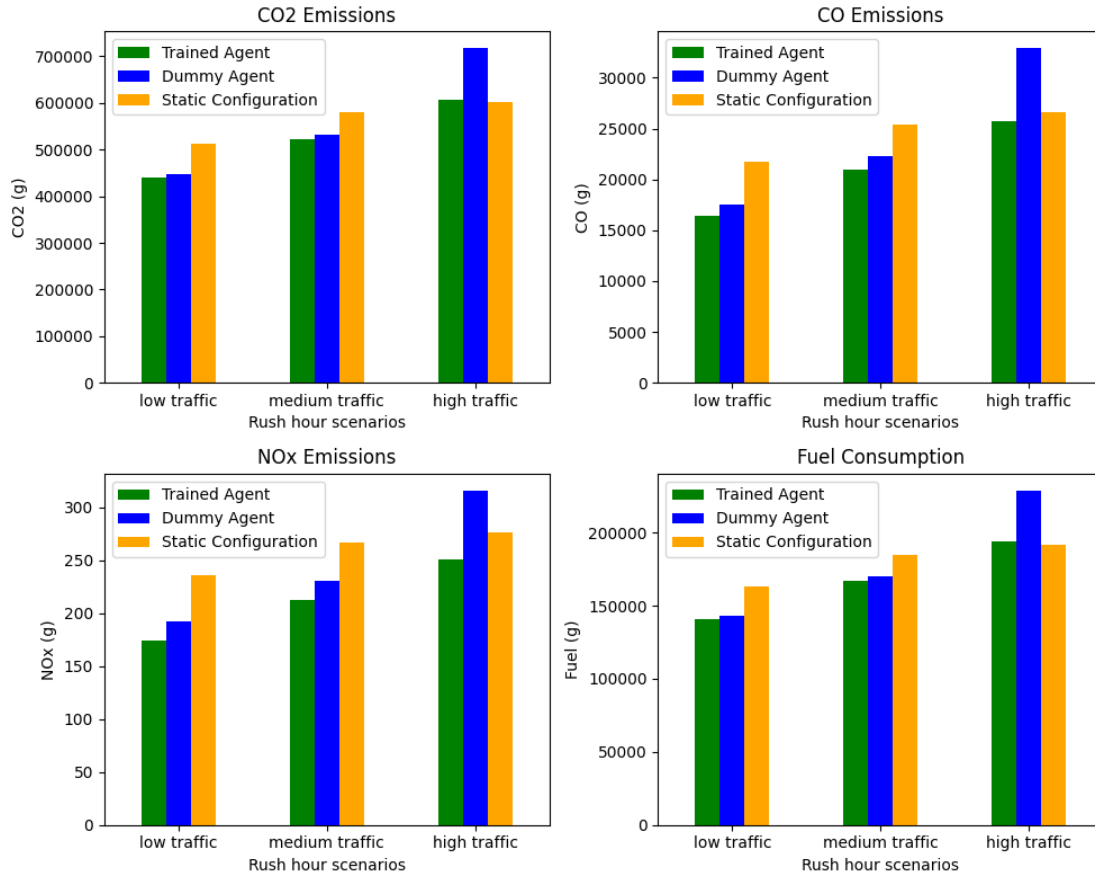 CO2 Emissions
700000
600000
500000
400000
300000
200000
100000
0
CO2 (g)
Trained Agent
Dummy Agent
Static Configuration
low traffic
medium traffic
high traffic
Rush hour scenarios
CO Emissions
30000
25000
20000
15000
10000
5000
0
CO (g)
Trained Agent
Dummy Agent
Static Configuration
low traffic
medium traffic
high traffic
Rush hour scenarios
NOx Emissions
300
250
200
150
100
50
0
NOx (g)
Trained Agent
Dummy Agent
Static Configuration
low traffic
medium traffic
high traffic
Rush hour scenarios
Fuel Consumption
200000
150000
100000
50000
0
Fuel (g)
Trained Agent
Dummy Agent
Static Configuration
low traffic
medium traffic
high traffic
Rush hour scenarios